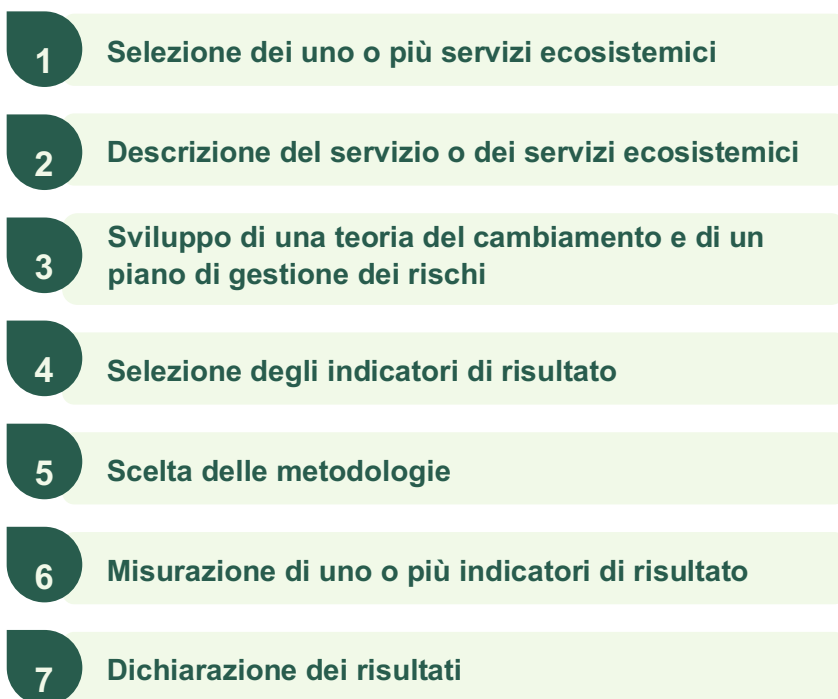 1
Selezione dei uno o più servizi ecosistemici
2
Descrizione del servizio o dei servizi ecosistemici
3
Sviluppo di una teoria del cambiamento e di un
piano di gestione dei rischi
4
Selezione degli indicatori di risultato
5
Scelta delle metodologie
6
Misurazione di uno o più indicatori di risultato
7
Dichiarazione dei risultati